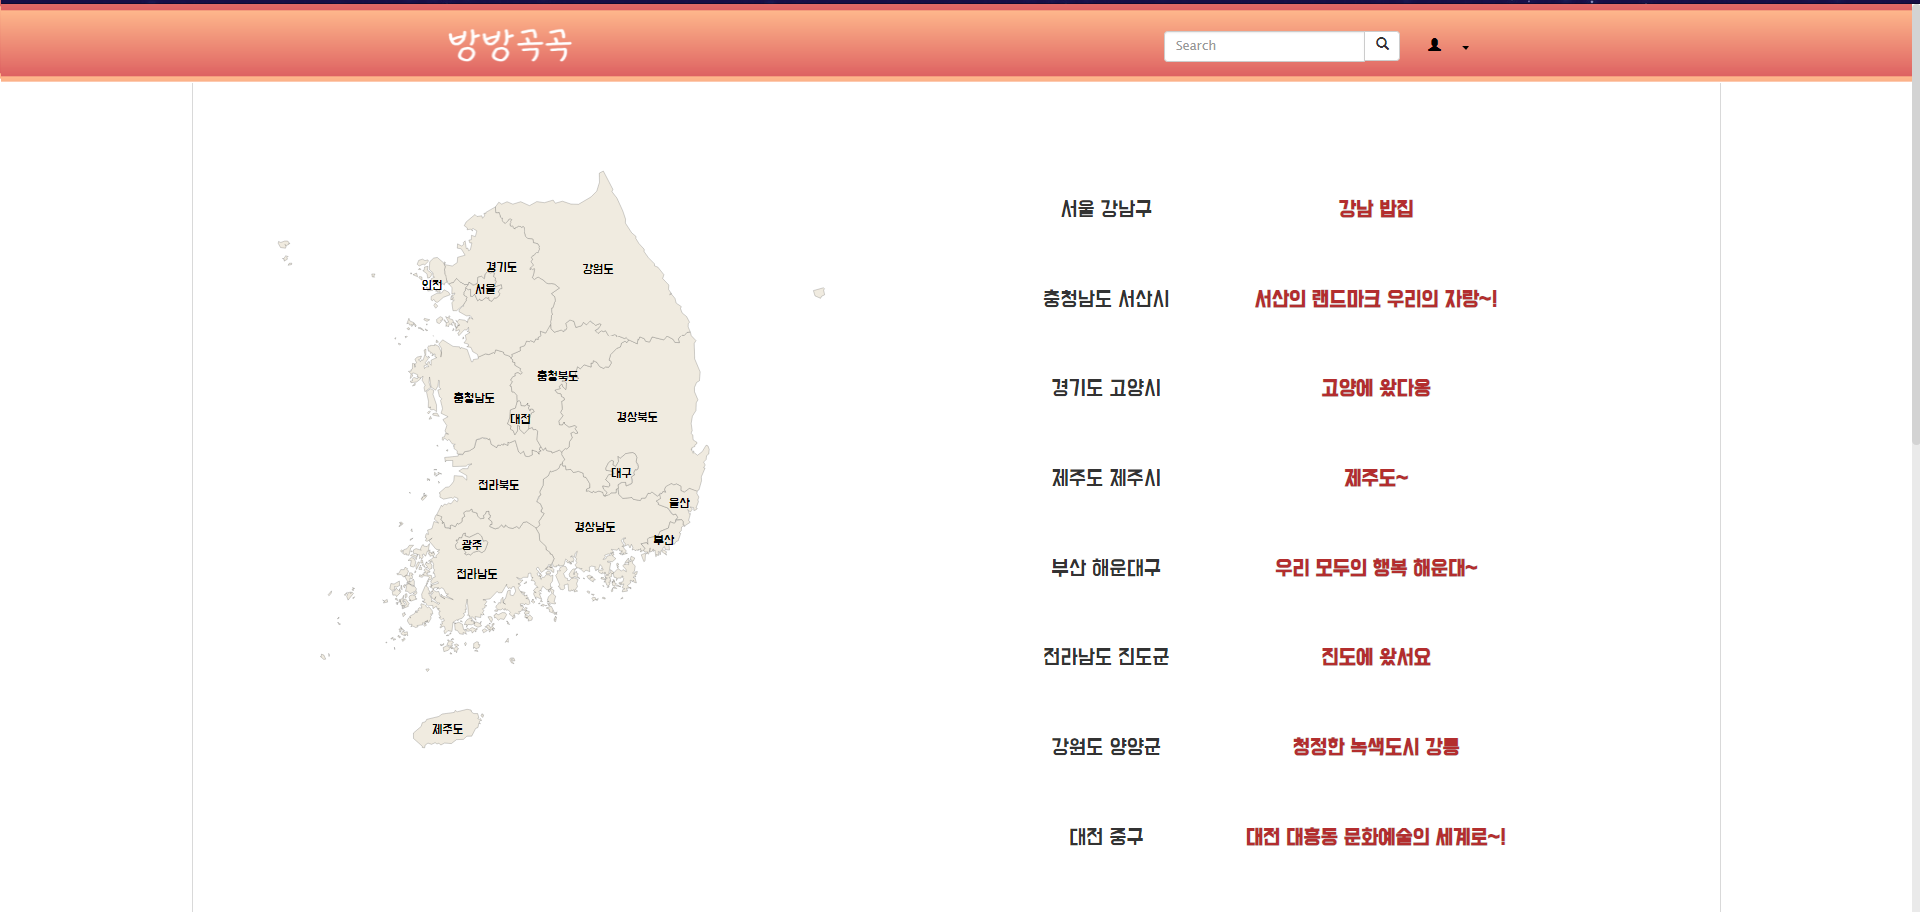 방방곡곡
Search
경기도
강원도
인천
서울
충청북도
충청남도
대전
경상북도
대구
전라북도
울산
경상남도
부산
광주
전라남도
제주도
서울 강남구 강남 밥집
충청남도 서산시 서산의 랜드마크 우리의 자랑~!
경기도 고양시 고양에 왔다옹
제주도 제주시 제주도~
부산 해운대구 우리 모두의 행복 해운대~
전라남도 진도군 진도에 왔서요
강원도 양양군 청정한 녹색도시 강릉
대전 중구 대전 대흥동 문화예술의 세계로~!